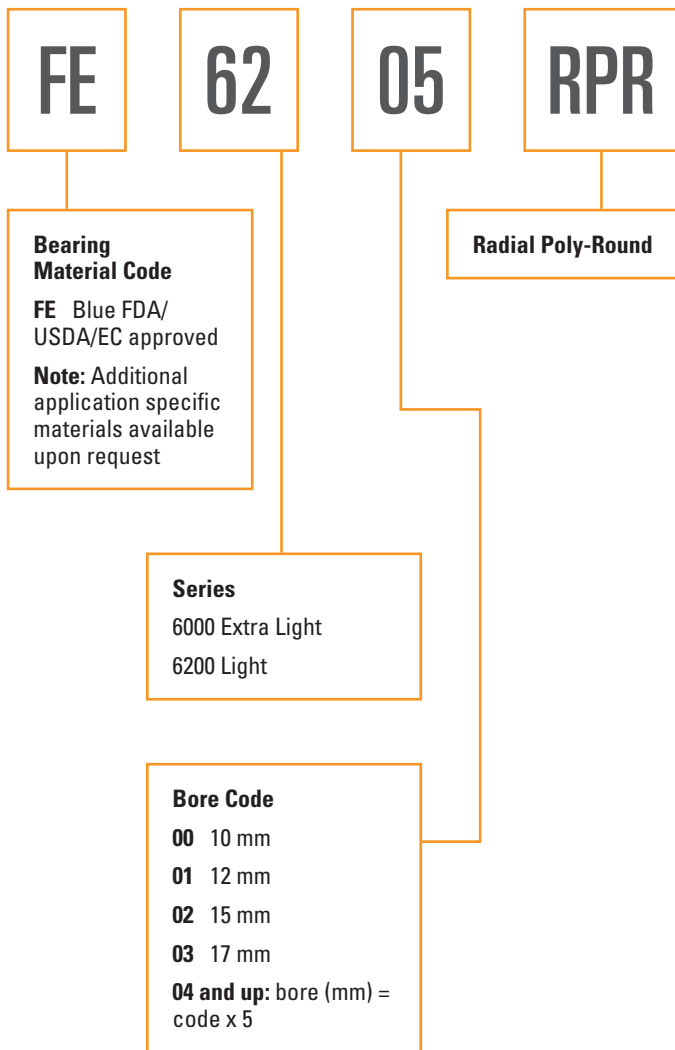 FE 62 05 RPR
Bearing
Material Code
FE Blue FDA/
USDA/EC approved
Note: Additional
application specific
materials available
upon request
Radial Poly-Round
Series
6000 Extra Light
6200 Light
Bore Code
00 10 mm
01 12 mm
02 15 mm
03 17 mm
04 and up: bore (mm) =
code x 5